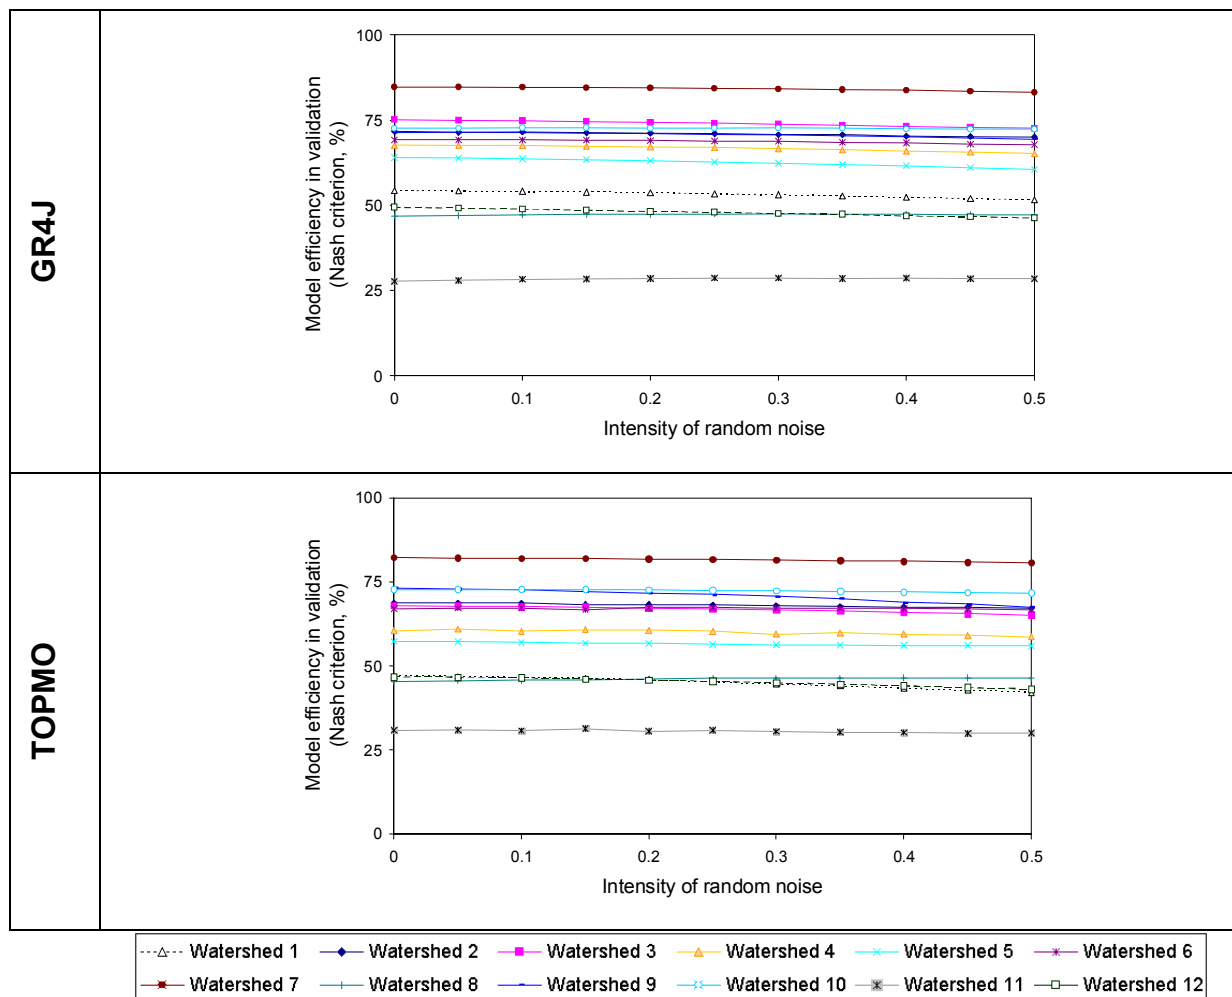 GR4J
Model efficiency in validation
(Nash criterion, %)
100
75
50
25
0
0 0.1 0.2 0.3 0.4 0.5
Intensity of random noise
TOPMO
Model efficiency in validation
(Nash criterion, %)
100
75
50
25
0
0 0.1 0.2 0.3 0.4 0.5
Intensity of random noise
Watershed 1 Watershed 2 Watershed 3 Watershed 4 Watershed 5 Watershed 6
Watershed 7 Watershed 8 Watershed 9 Watershed 10 Watershed 11 Watershed 12